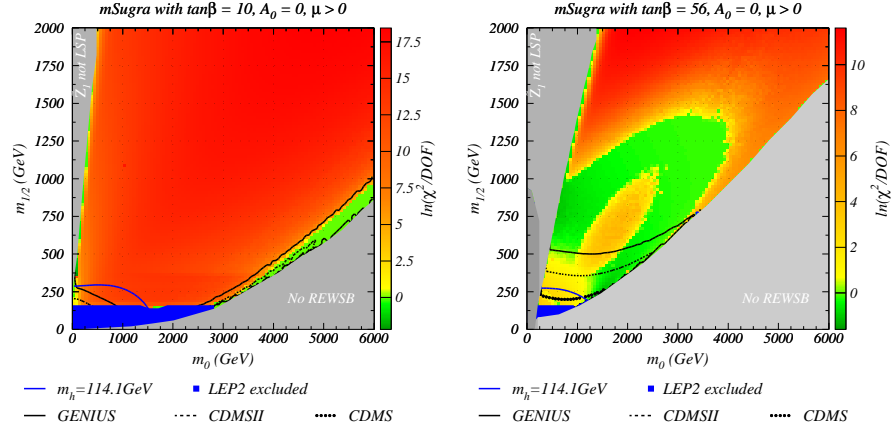 mSugra with tanβ = 10, A₀ = 0, μ > 0
2000
1750
1500
1250
1000
750
500
250
0
m₁/₂ (GeV)
0 1000 2000 3000 4000 5000 6000
m₀ (GeV)
Z̃₁ not LSP
No REWSB
17.5
15
12.5
10
7.5
5
2.5
0
ln(χ²/DOF)
m_h=114.1GeV LEP2 excluded
GENIUS CDMSII CDMS
mSugra with tanβ = 56, A₀ = 0, μ > 0
2000
1750
1500
1250
1000
750
500
250
0
m₁/₂ (GeV)
0 1000 2000 3000 4000 5000 6000
m₀ (GeV)
Z̃₁ not LSP
No REWSB
10
8
6
4
2
0
ln(χ²/DOF)
m_h=114.1GeV LEP2 excluded
GENIUS CDMSII CDMS